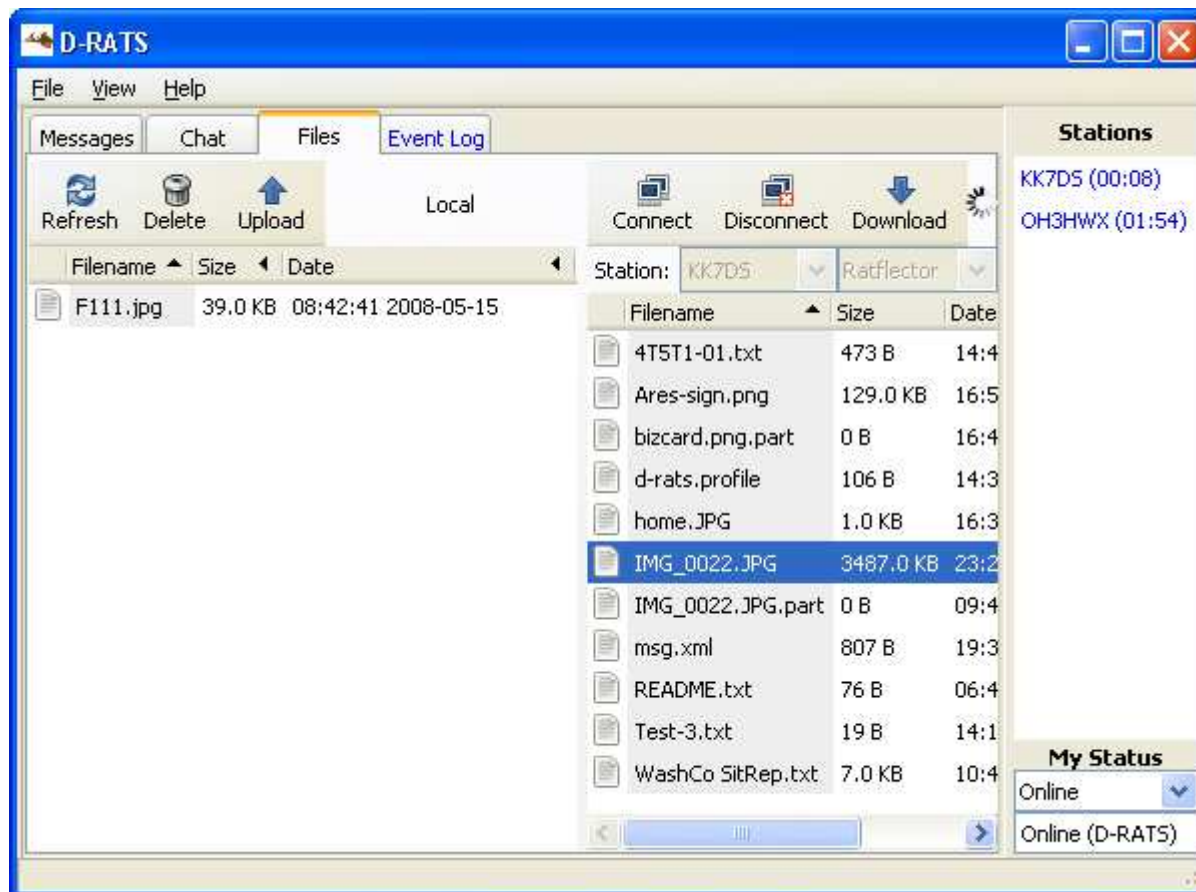 D-RATS
File View Help
Messages Chat Files Event Log
Refresh Delete Upload Local
Filename Size Date
F111.jpg 39.0 KB 08:42:41 2008-05-15
Connect Disconnect Download
Station: KK7DS Ratflector
Filename Size Date
4T5T1-01.txt 473 B 14:4
Ares-sign.png 129.0 KB 16:5
bizcard.png.part 0 B 16:4
d-rats.profile 106 B 14:3
home.JPG 1.0 KB 16:3
IMG_0022.JPG 3487.0 KB 23:2
IMG_0022.JPG.part 0 B 09:4
msg.xml 807 B 19:3
README.txt 76 B 06:4
Test-3.txt 19 B 14:1
WashCo SitRep.txt 7.0 KB 10:4
Stations
KK7DS (00:08)
OH3HWX (01:54)
My Status
Online
Online (D-RATS)